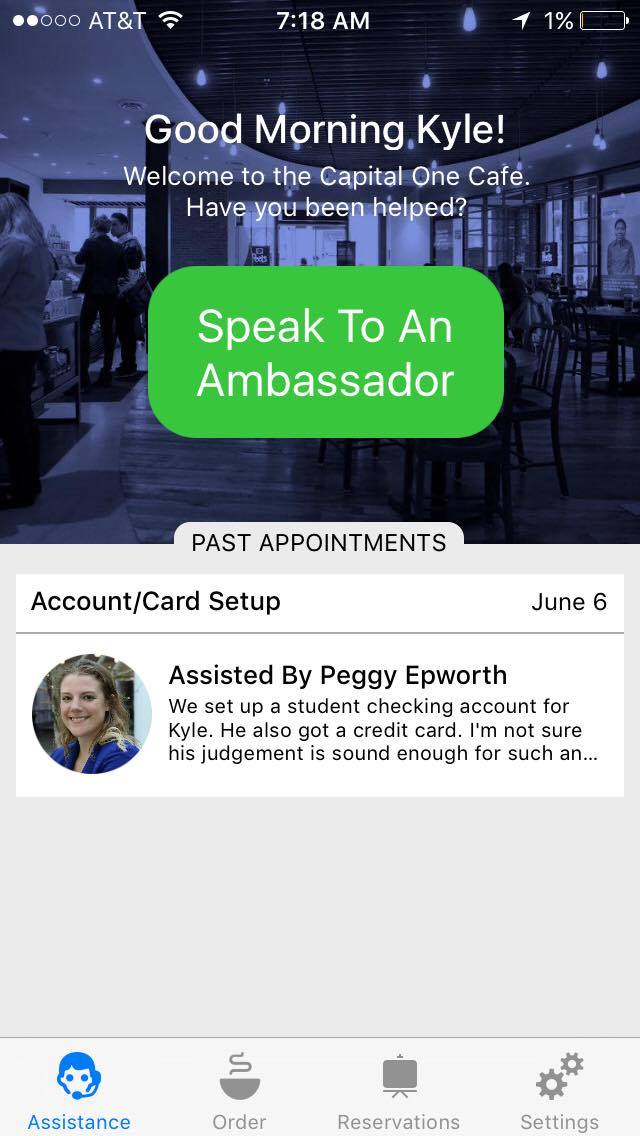 AT&T 7:18 AM 1%
Good Morning Kyle!
Welcome to the Capital One Cafe.
Have you been helped?
Speak To An
Ambassador
PAST APPOINTMENTS
Account/Card Setup June 6
Assisted By Peggy Epworth
We set up a student checking account for
Kyle. He also got a credit card. I'm not sure
his judgement is sound enough for such an...
Assistance Order Reservations Settings